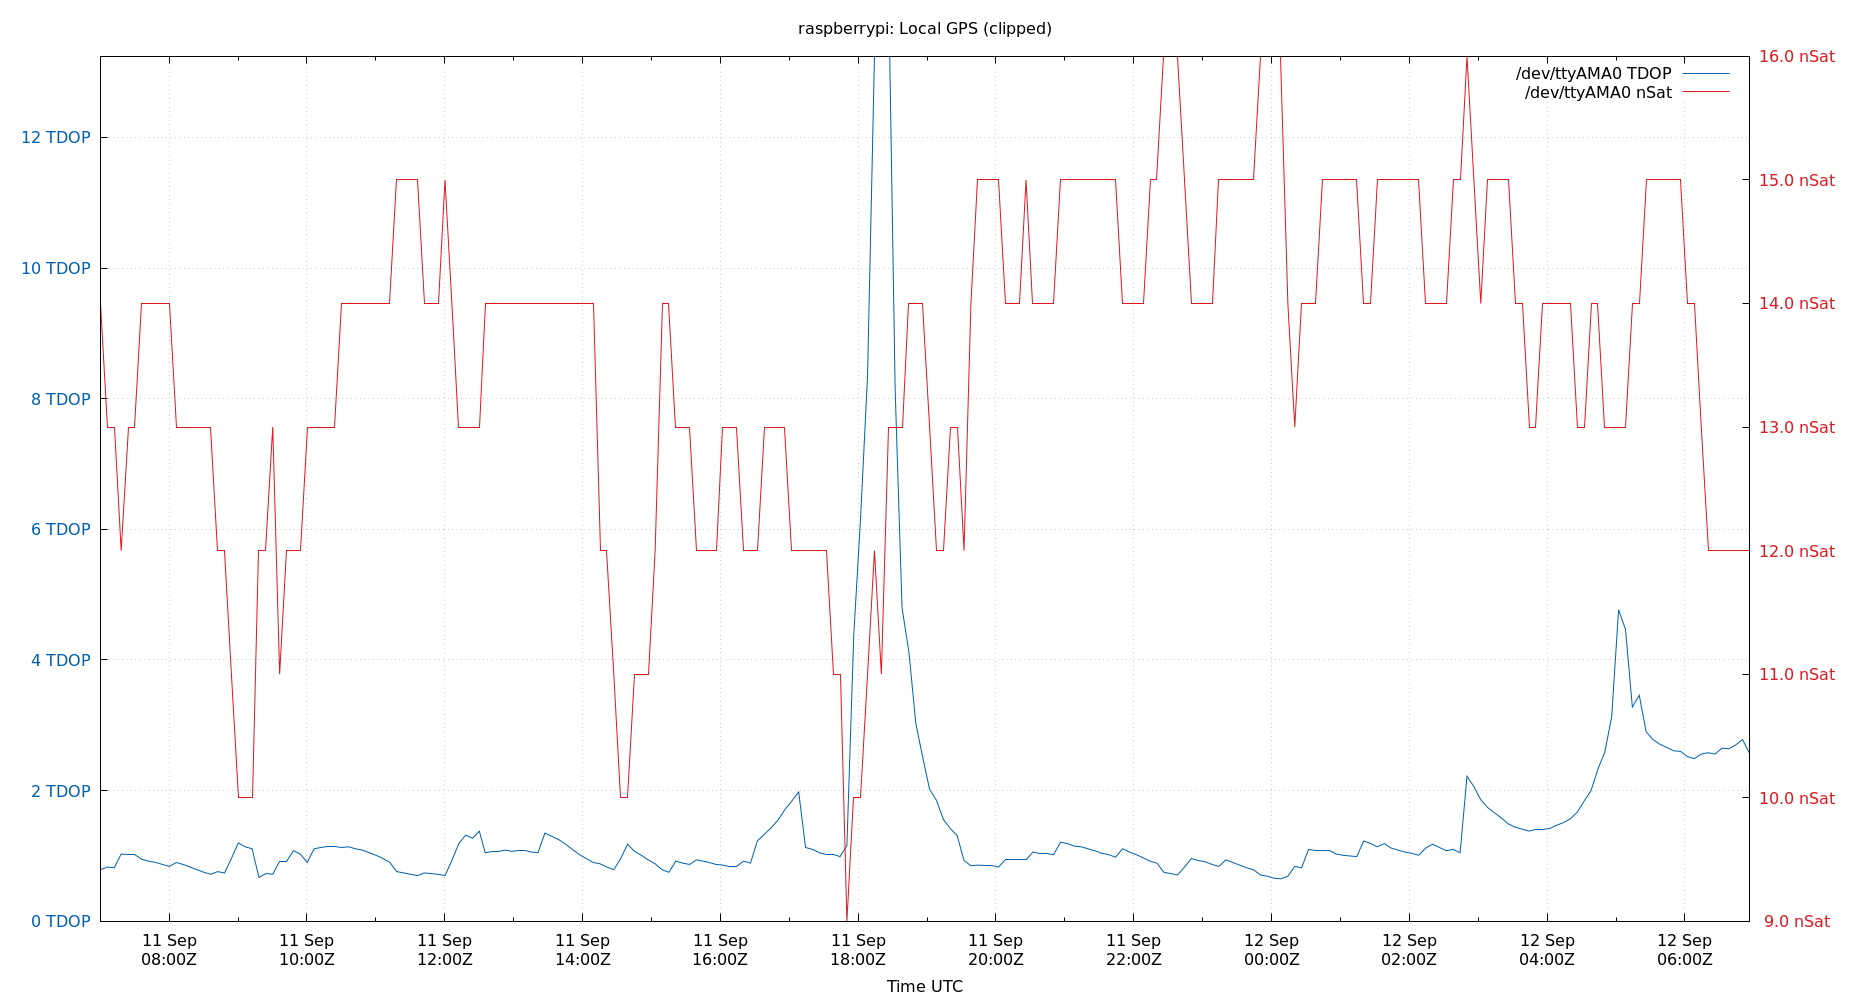 raspberrypi: Local GPS (clipped)
/dev/ttyAMA0 TDOP
/dev/ttyAMA0 nSat
12 TDOP
10 TDOP
8 TDOP
6 TDOP
4 TDOP
2 TDOP
0 TDOP
16.0 nSat
15.0 nSat
14.0 nSat
13.0 nSat
12.0 nSat
11.0 nSat
10.0 nSat
9.0 nSat
11 Sep 11 Sep 11 Sep 11 Sep 11 Sep 11 Sep 11 Sep 11 Sep 12 Sep 12 Sep 12 Sep 12 Sep
08:00Z 10:00Z 12:00Z 14:00Z 16:00Z 18:00Z 20:00Z 22:00Z 00:00Z 02:00Z 04:00Z 06:00Z
Time UTC